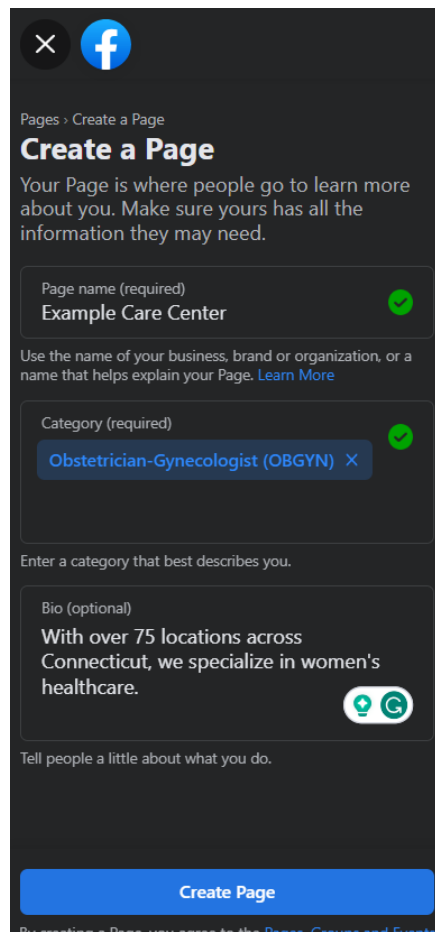 Pages › Create a Page
Create a Page
Your Page is where people go to learn more
about you. Make sure yours has all the
information they may need.
Page name (required)
Example Care Center
Use the name of your business, brand or organization, or a
name that helps explain your Page. Learn More
Category (required)
Obstetrician-Gynecologist (OBGYN) ×
Enter a category that best describes you.
Bio (optional)
With over 75 locations across
Connecticut, we specialize in women's
healthcare.
Tell people a little about what you do.
Create Page
By creating a Page, you agree to the Pages, Groups and Events